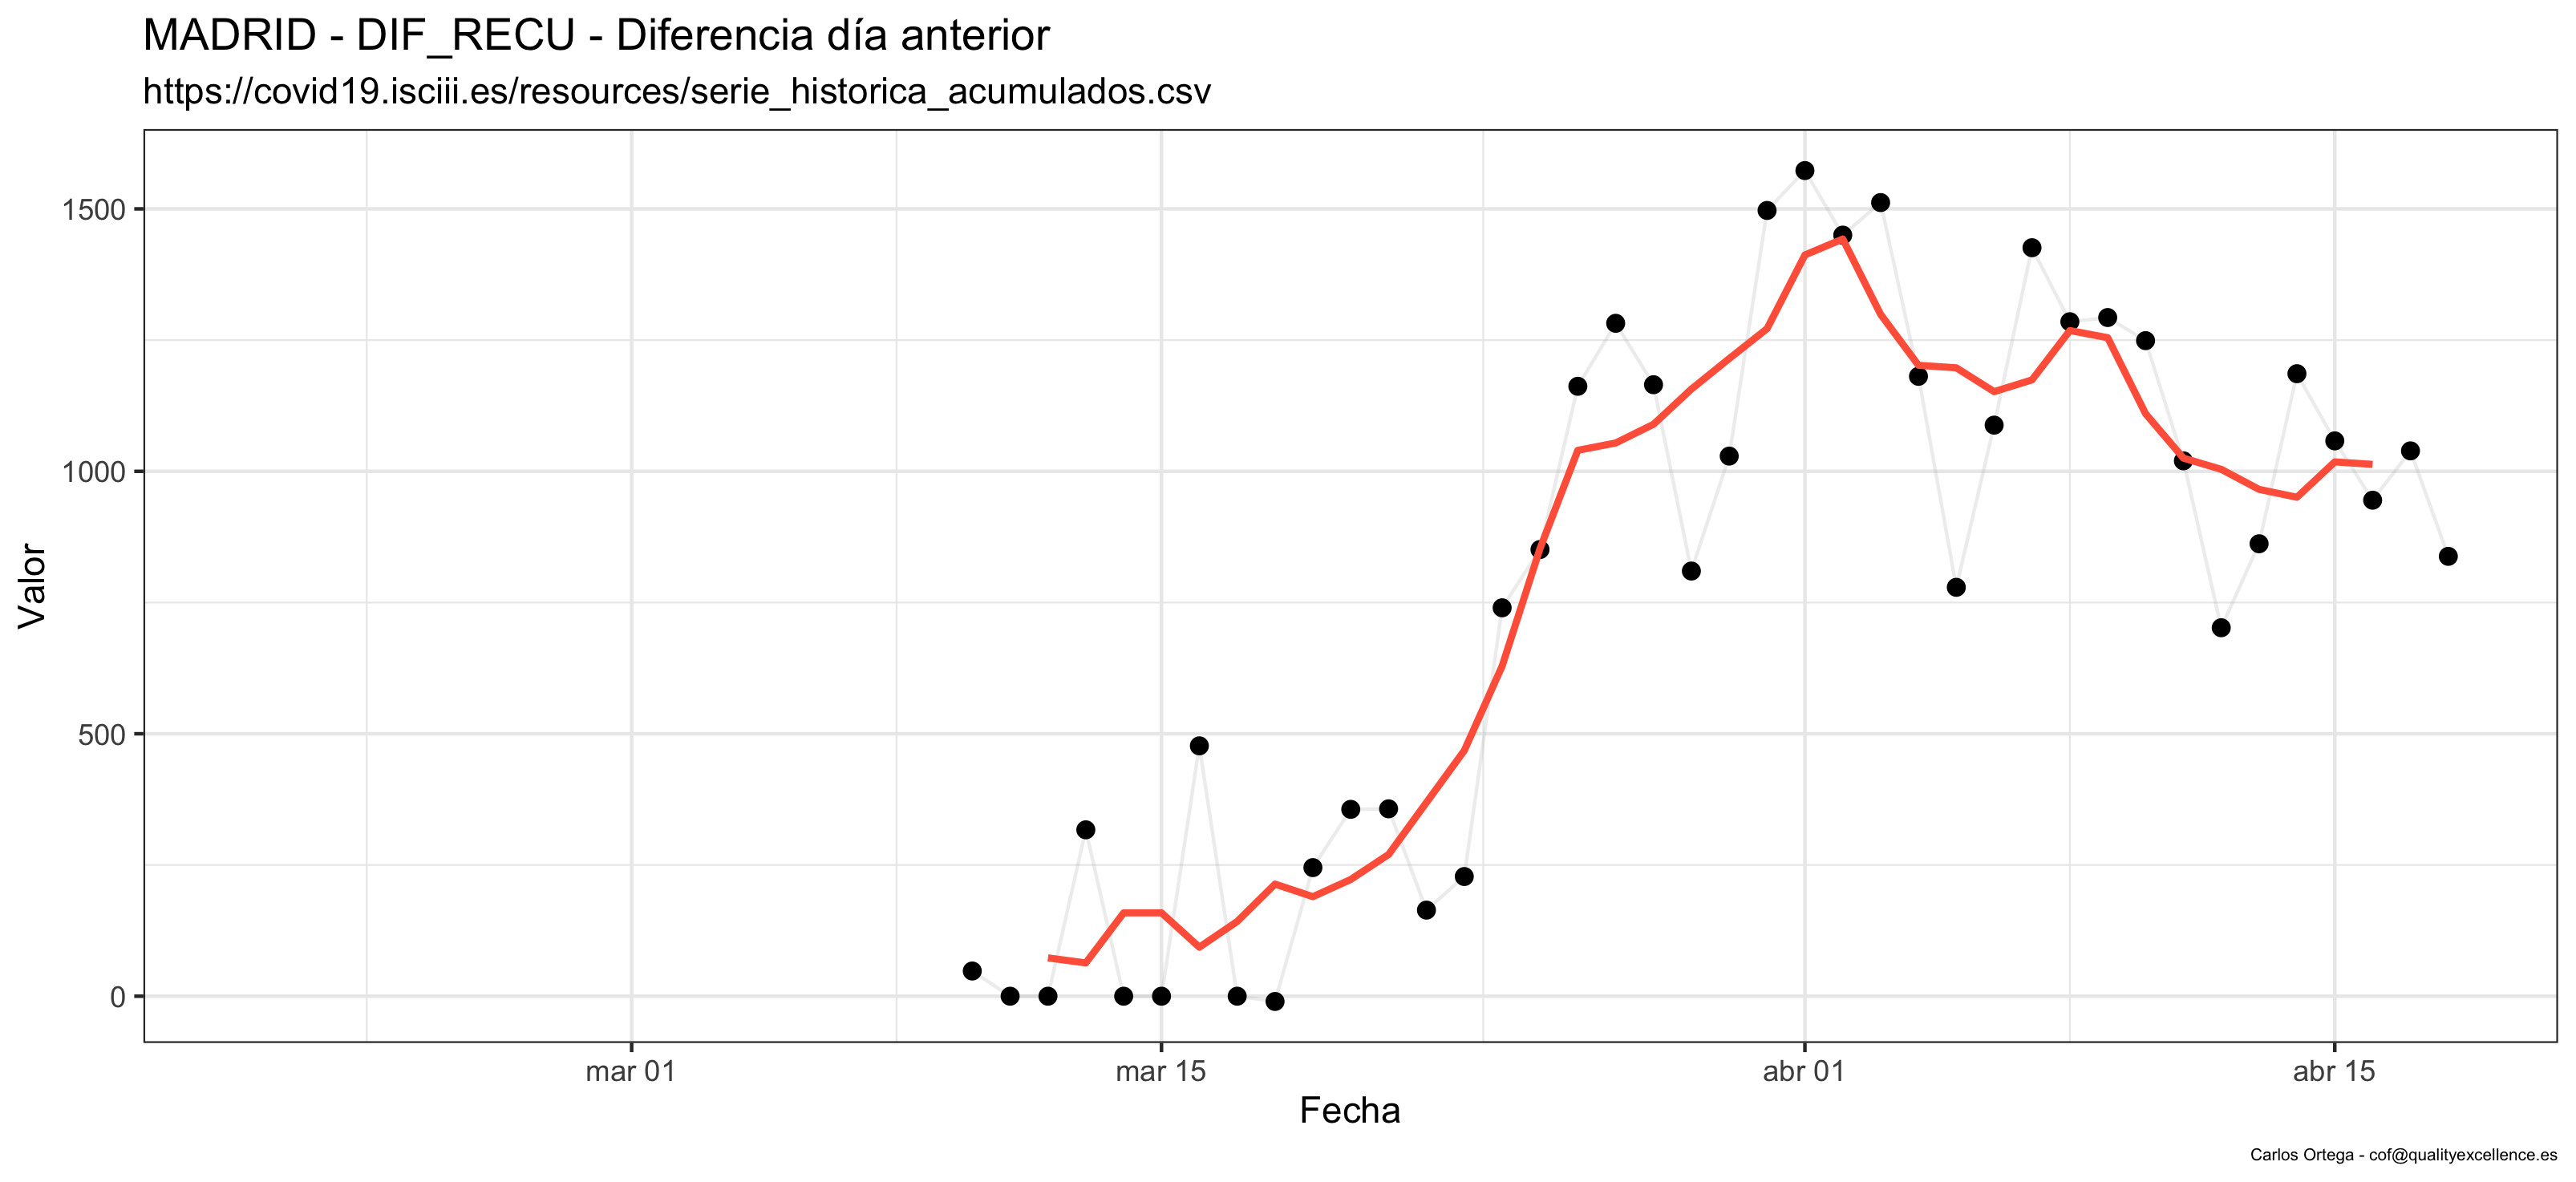 MADRID - DIF_RECU - Diferencia día anterior
https://covid19.isciii.es/resources/serie_historica_acumulados.csv
1500
1000
500
0
Valor
mar 01
mar 15
abr 01
abr 15
Fecha
Carlos Ortega - cof@qualityexcellence.es